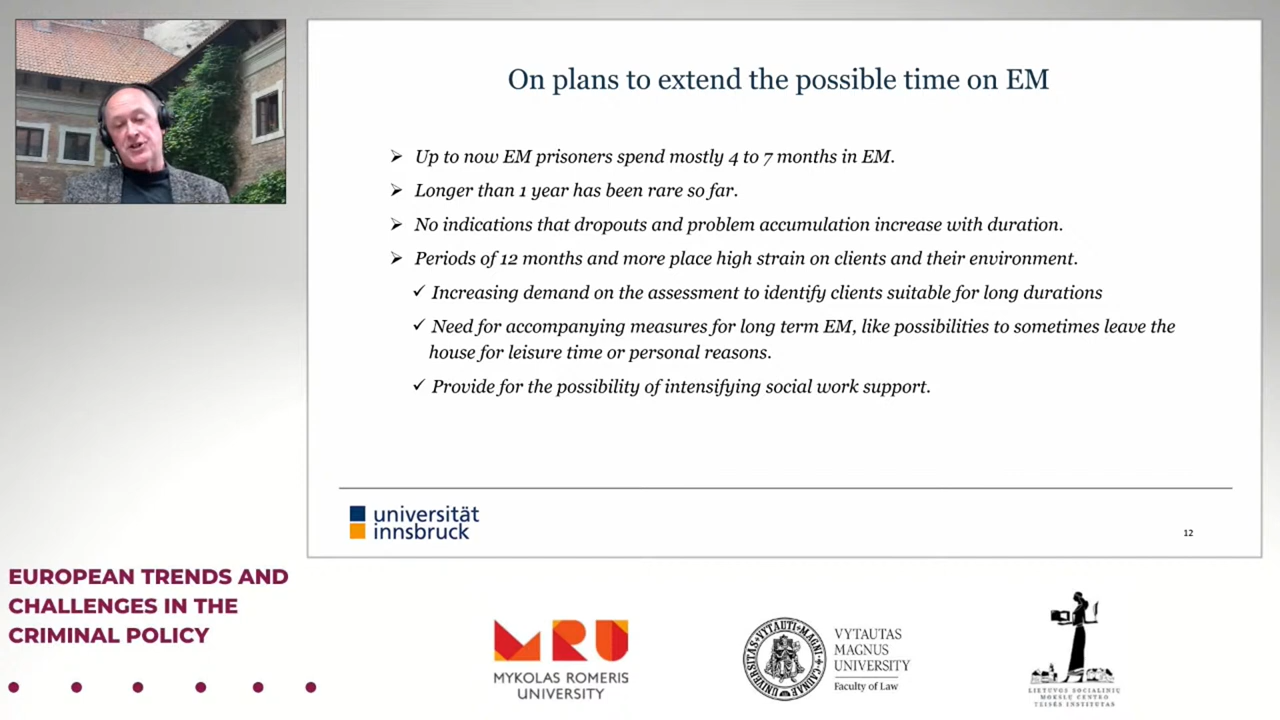 On plans to extend the possible time on EM
➢ Up to now EM prisoners spend mostly 4 to 7 months in EM.
➢ Longer than 1 year has been rare so far.
➢ No indications that dropouts and problem accumulation increase with duration.
➢ Periods of 12 months and more place high strain on clients and their environment.
✓ Increasing demand on the assessment to identify clients suitable for long durations
✓ Need for accompanying measures for long term EM, like possibilities to sometimes leave the
house for leisure time or personal reasons.
✓ Provide for the possibility of intensifying social work support.
universität
innsbruck
12
EUROPEAN TRENDS AND
CHALLENGES IN THE
CRIMINAL POLICY
MRU
MYKOLAS ROMERIS
UNIVERSITY
VYTAUTAS
MAGNUS
UNIVERSITY
Faculty of Law
LIETUVOS SOCIALINIŲ
MOKSLŲ CENTRO
TEISĖS INSTITUTAS